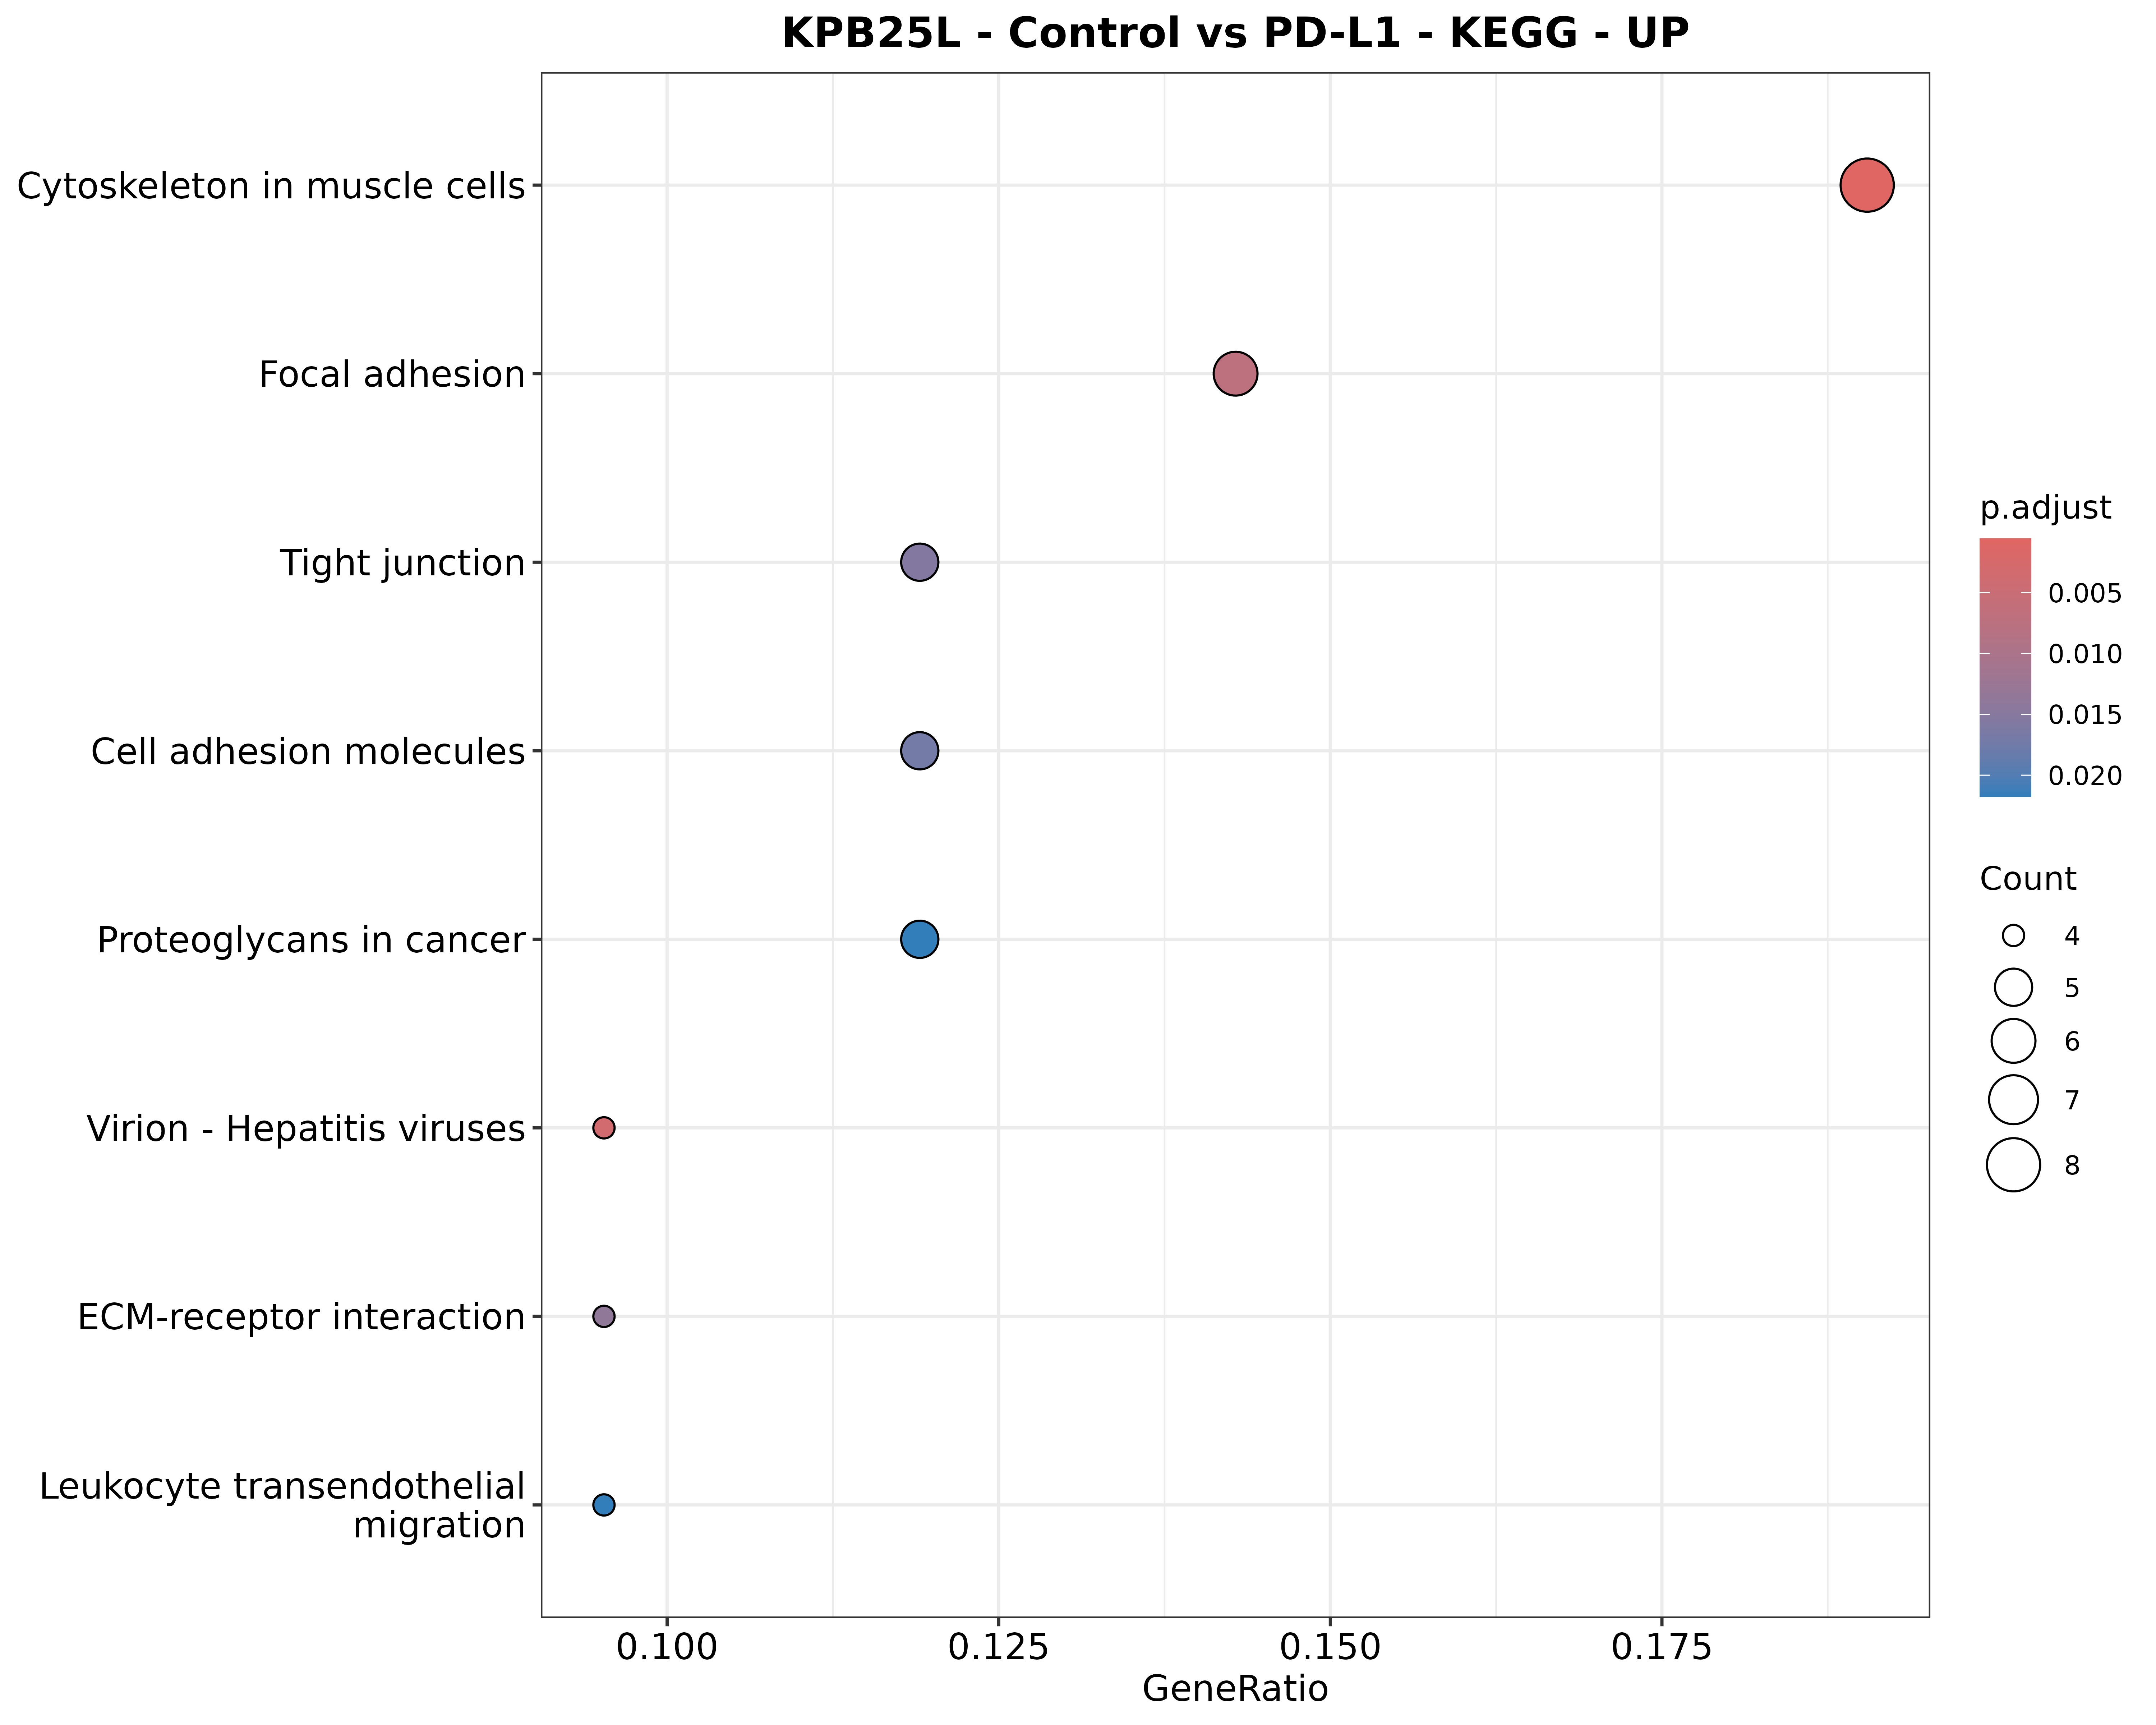 KPB25L - Control vs PD-L1 - KEGG - UP
Cytoskeleton in muscle cells
Focal adhesion
Tight junction
Cell adhesion molecules
Proteoglycans in cancer
Virion - Hepatitis viruses
ECM-receptor interaction
Leukocyte transendothelial
migration
0.100
0.125
0.150
0.175
GeneRatio
p.adjust
0.005
0.010
0.015
0.020
Count
4
5
6
7
8